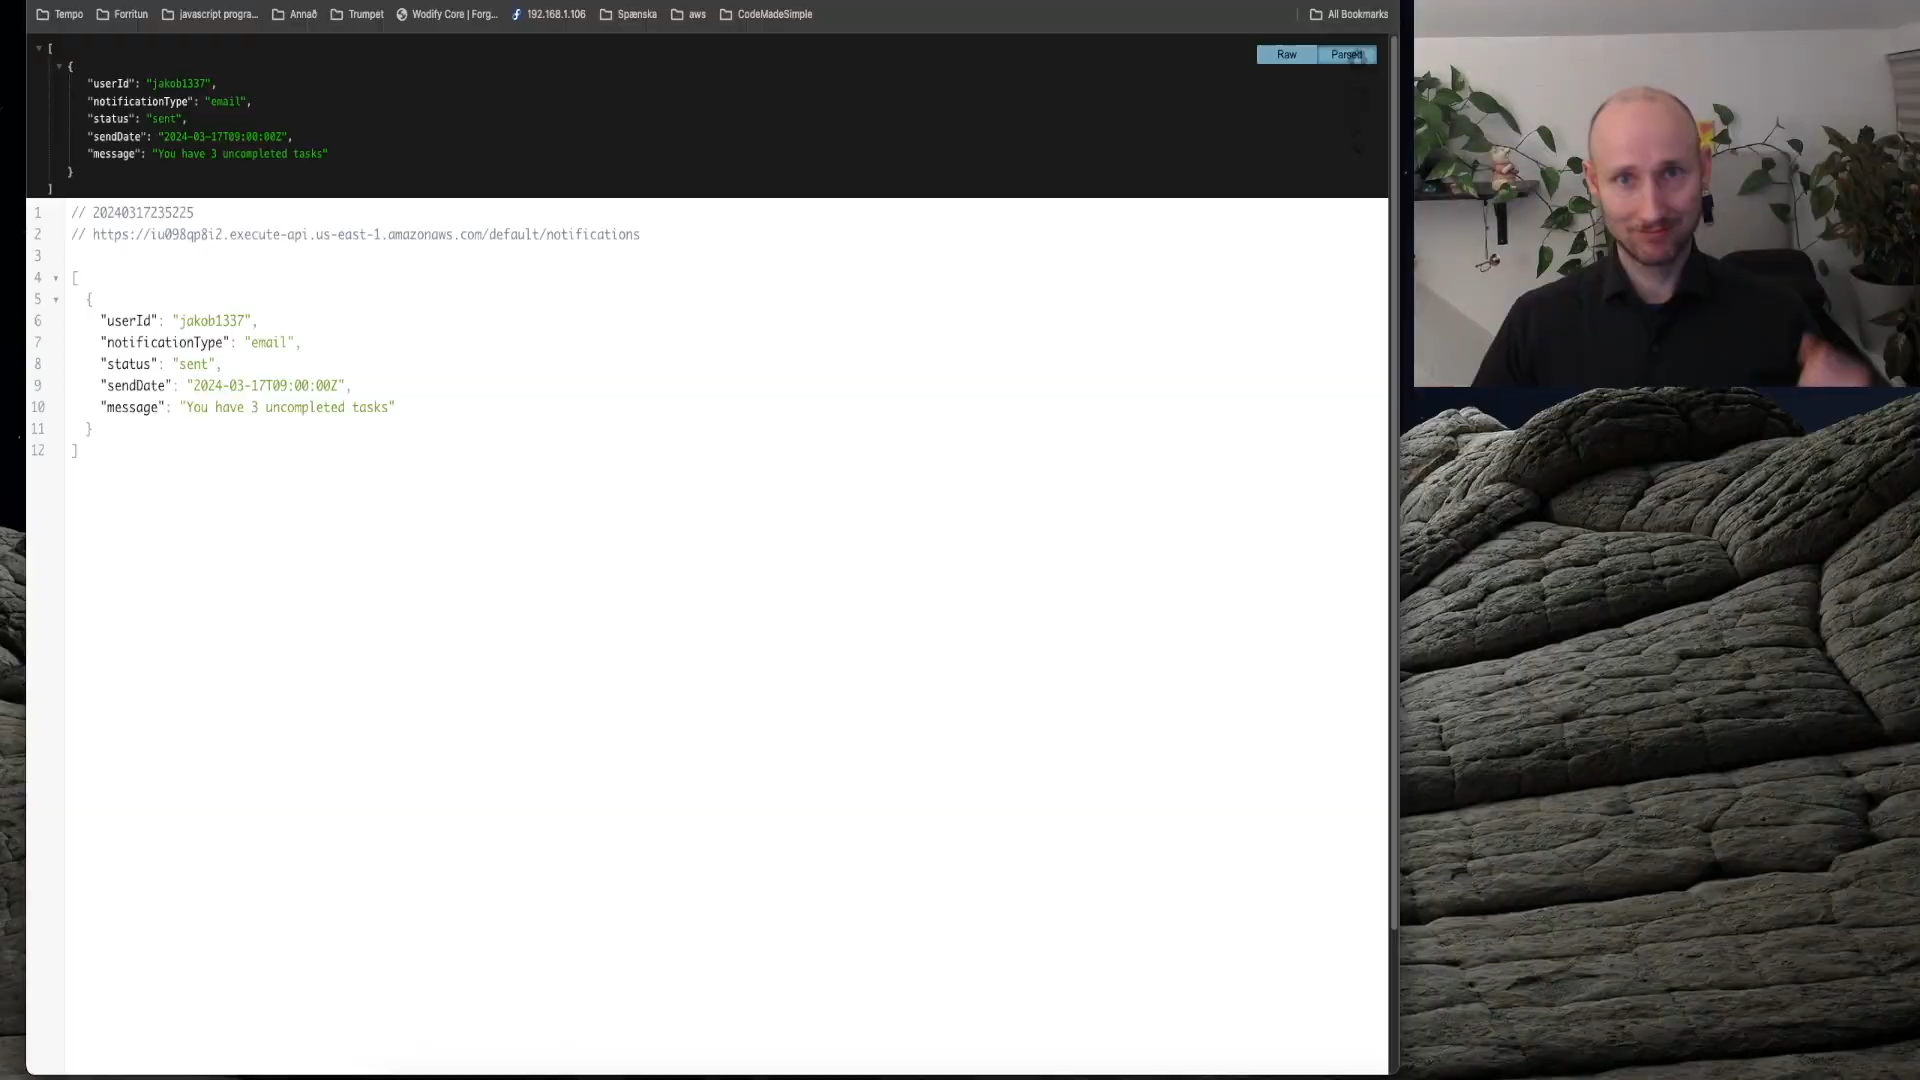 Tempo Forritun javascript progra... Annað Trumpet Wodify Core | Forg... 192.168.1.106 Spænska aws CodeMadeSimple All Bookmarks
[
Raw Parsed
{
"userId": "jakob1337",
"notificationType": "email",
"status": "sent",
"sendDate": "2024-03-17T09:00:00Z",
"message": "You have 3 uncompleted tasks"
}
]
1 // 20240317235225
2 // https://iu098qp8i2.execute-api.us-east-1.amazonaws.com/default/notifications
3
4 [
5 {
6 "userId": "jakob1337",
7 "notificationType": "email",
8 "status": "sent",
9 "sendDate": "2024-03-17T09:00:00Z",
10 "message": "You have 3 uncompleted tasks"
11 }
12 ]